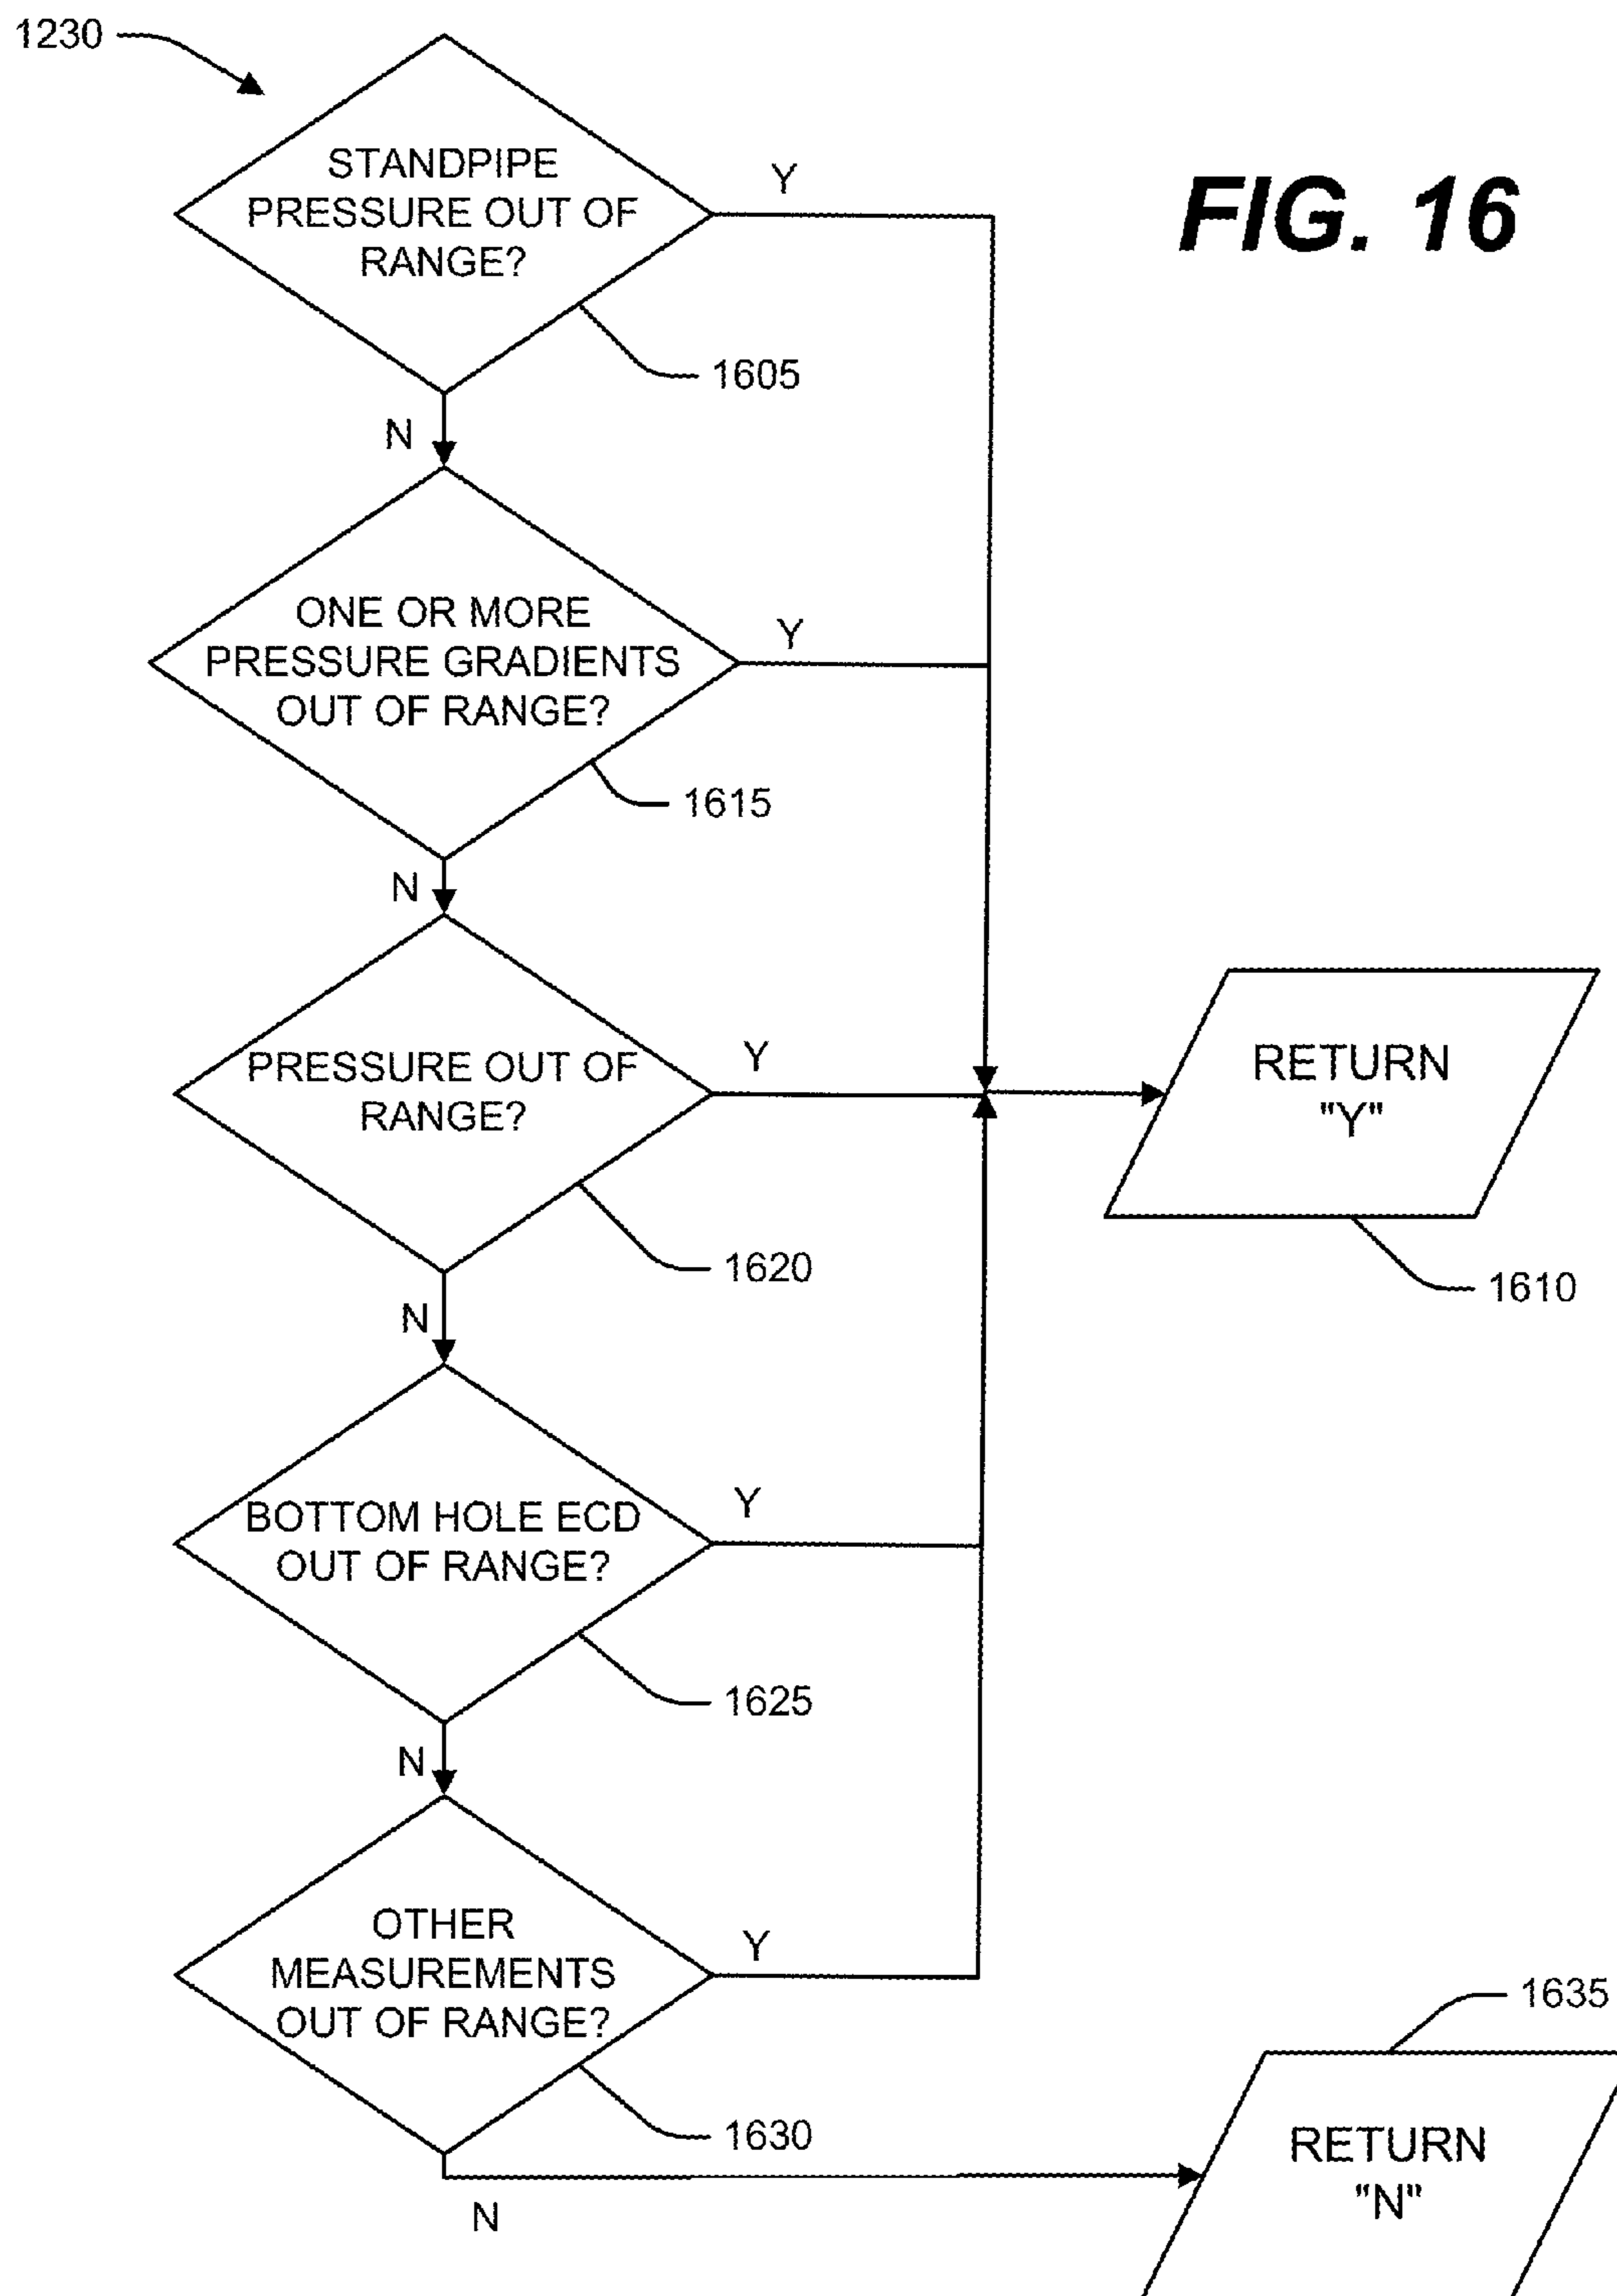 1230
FIG. 16
STANDPIPE
PRESSURE OUT OF
RANGE?
Y
1605
N
ONE OR MORE
PRESSURE GRADIENTS
OUT OF RANGE?
Y
1615
N
PRESSURE OUT OF
RANGE?
Y
RETURN
"Y"
1620
1610
N
BOTTOM HOLE ECD
OUT OF RANGE?
Y
1625
N
OTHER
MEASUREMENTS
OUT OF RANGE?
Y
1635
1630
RETURN
"N"
N